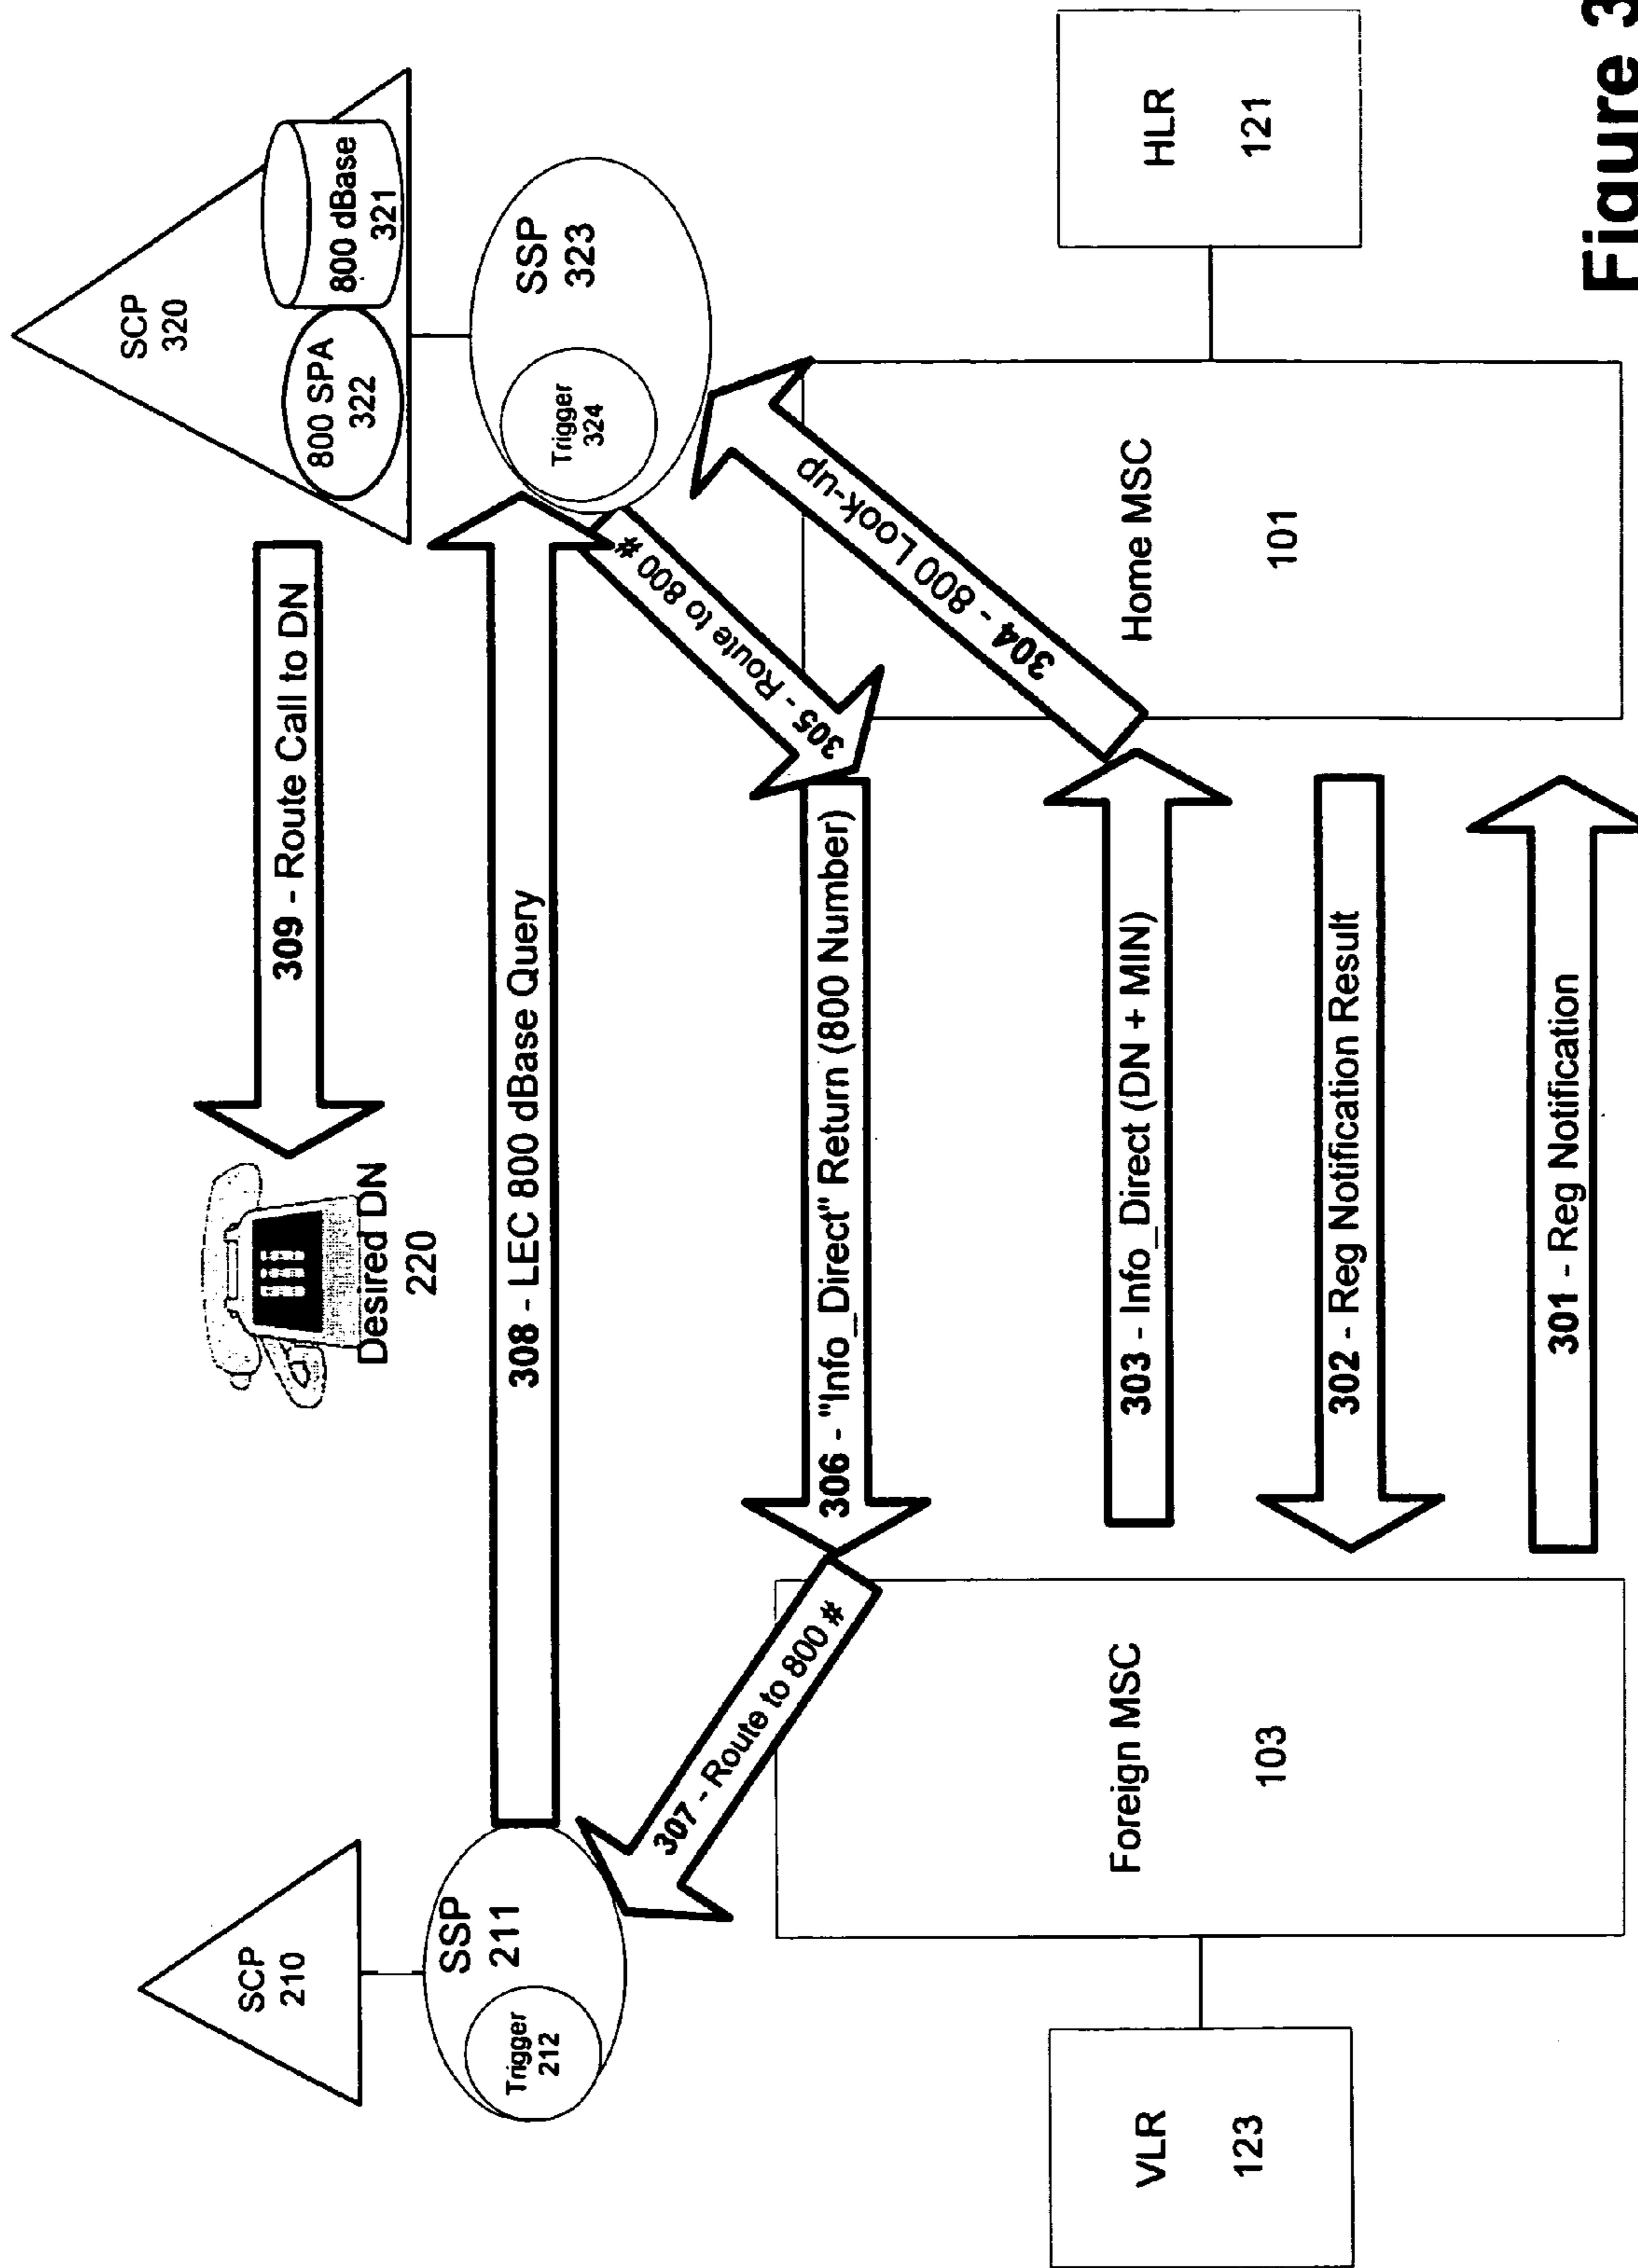 SCP
320
800 SPA
322
800 dBase
321
SSP
323
Trigger
324
309 - Route Call to DN
Desired DN
220
308 - LEC 800 dBase Query
SCP
210
SSP
211
Trigger
212
305 - Route to 800 #
304 - 800 Look-up
306 - "Info_Direct" Return (800 Number)
307 - Route to 800 #
303 - Info_Direct (DN + MIN)
302 - Reg Notification Result
301 - Reg Notification
VLR
123
Foreign MSC
103
Home MSC
101
HLR
121
Figure 3